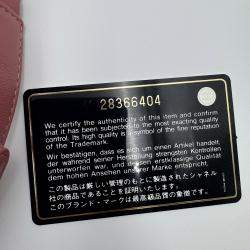 28366404
We certify the authenticity of this item and confirm
that it has been subjected to the most exacting quality
control. Its high quality is a symbol of the fine reputation
of the Trademark.
Wir bestätigen, dass es sich um einen Artikel handelt,
der während seiner Herstellung strengsten Kontrollen
unterworfen war, und dessen erstklassige Qualität
dem hohen Ansehen unserer Marke entspricht.
この製品は厳しい管理のもとに製造されたシャネル
社の商品であることを証明いたします。
このブランド・マークは最高級品質の象徴です。